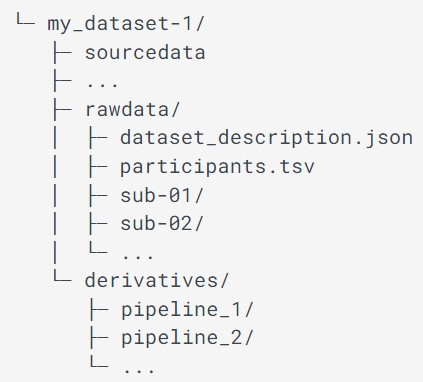 └─ my_dataset-1/
   ├─ sourcedata
   ├─ ...
   ├─ rawdata/
   │  ├─ dataset_description.json
   │  ├─ participants.tsv
   │  ├─ sub-01/
   │  ├─ sub-02/
   │  └─ ...
   └─ derivatives/
      ├─ pipeline_1/
      ├─ pipeline_2/
      └─ ...